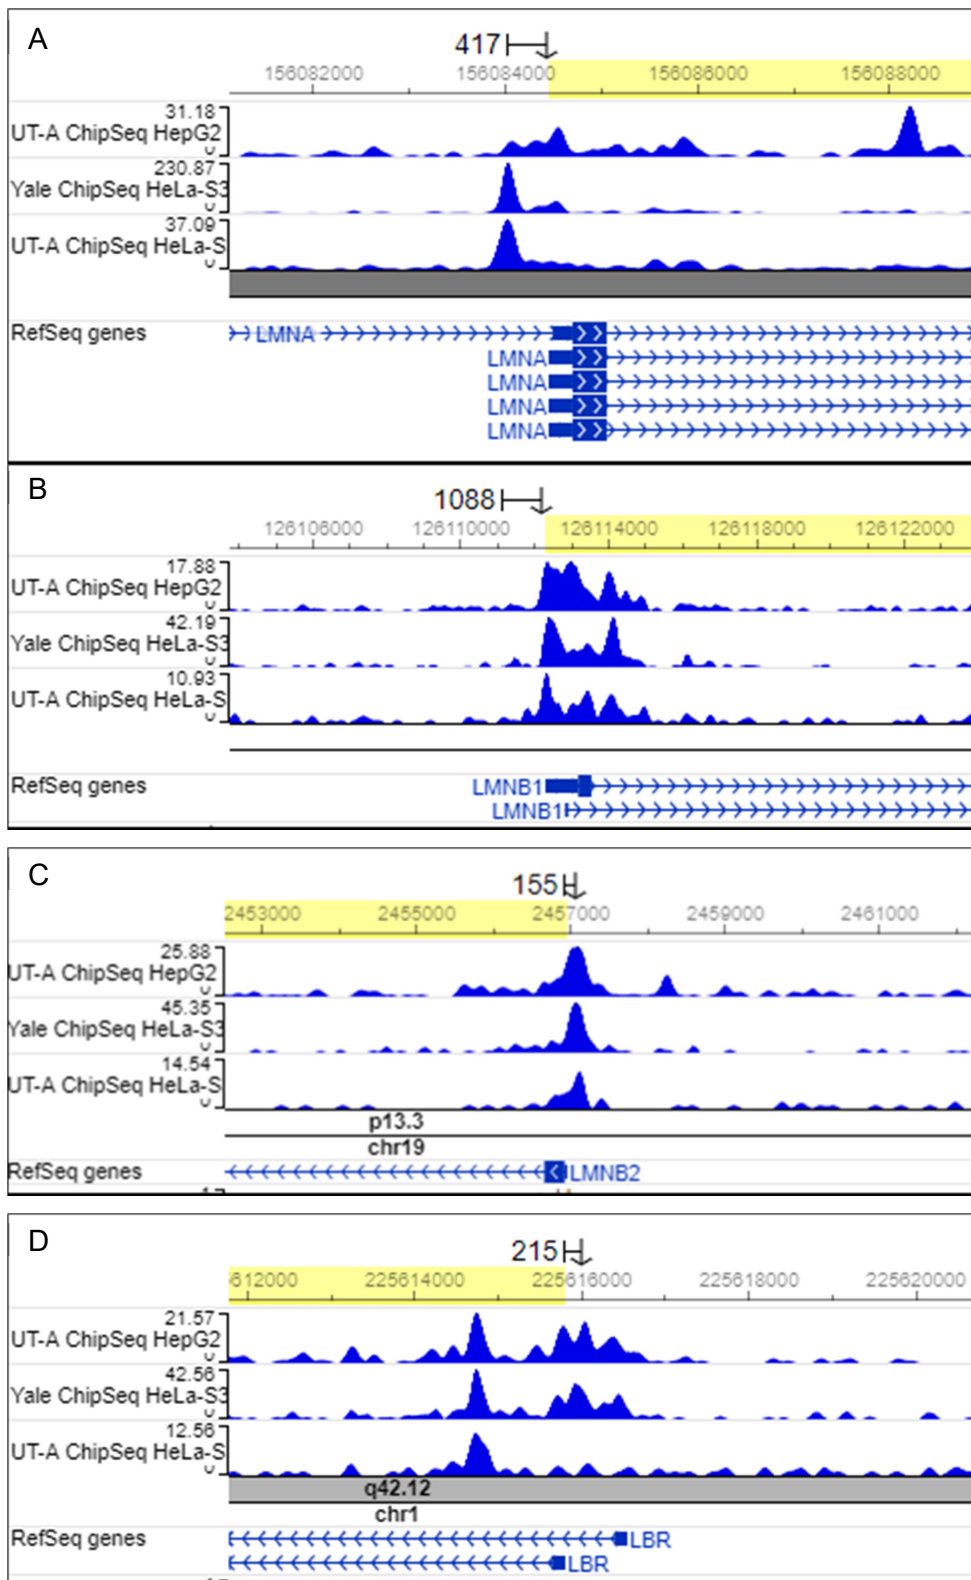 A
417
156082000 156084000 156086000 156088000
31.18
UT-A ChipSeq HepG2
230.87
Yale ChipSeq HeLa-S3
37.09
UT-A ChipSeq HeLa-S
RefSeq genes
LMNA
LMNA
LMNA
LMNA
LMNA
B
1088
126106000 126110000 126114000 126118000 126122000
17.88
UT-A ChipSeq HepG2
42.19
Yale ChipSeq HeLa-S3
10.93
UT-A ChipSeq HeLa-S
RefSeq genes
LMNB1
LMNB1
C
155
2453000 2455000 2457000 2459000 2461000
25.88
UT-A ChipSeq HepG2
45.35
Yale ChipSeq HeLa-S3
14.54
UT-A ChipSeq HeLa-S
p13.3
chr19
RefSeq genes
LMNB2
D
215
612000 225614000 225616000 225618000 225620000
21.57
UT-A ChipSeq HepG2
42.56
Yale ChipSeq HeLa-S3
12.56
UT-A ChipSeq HeLa-S
q42.12
chr1
RefSeq genes
LBR
LBR